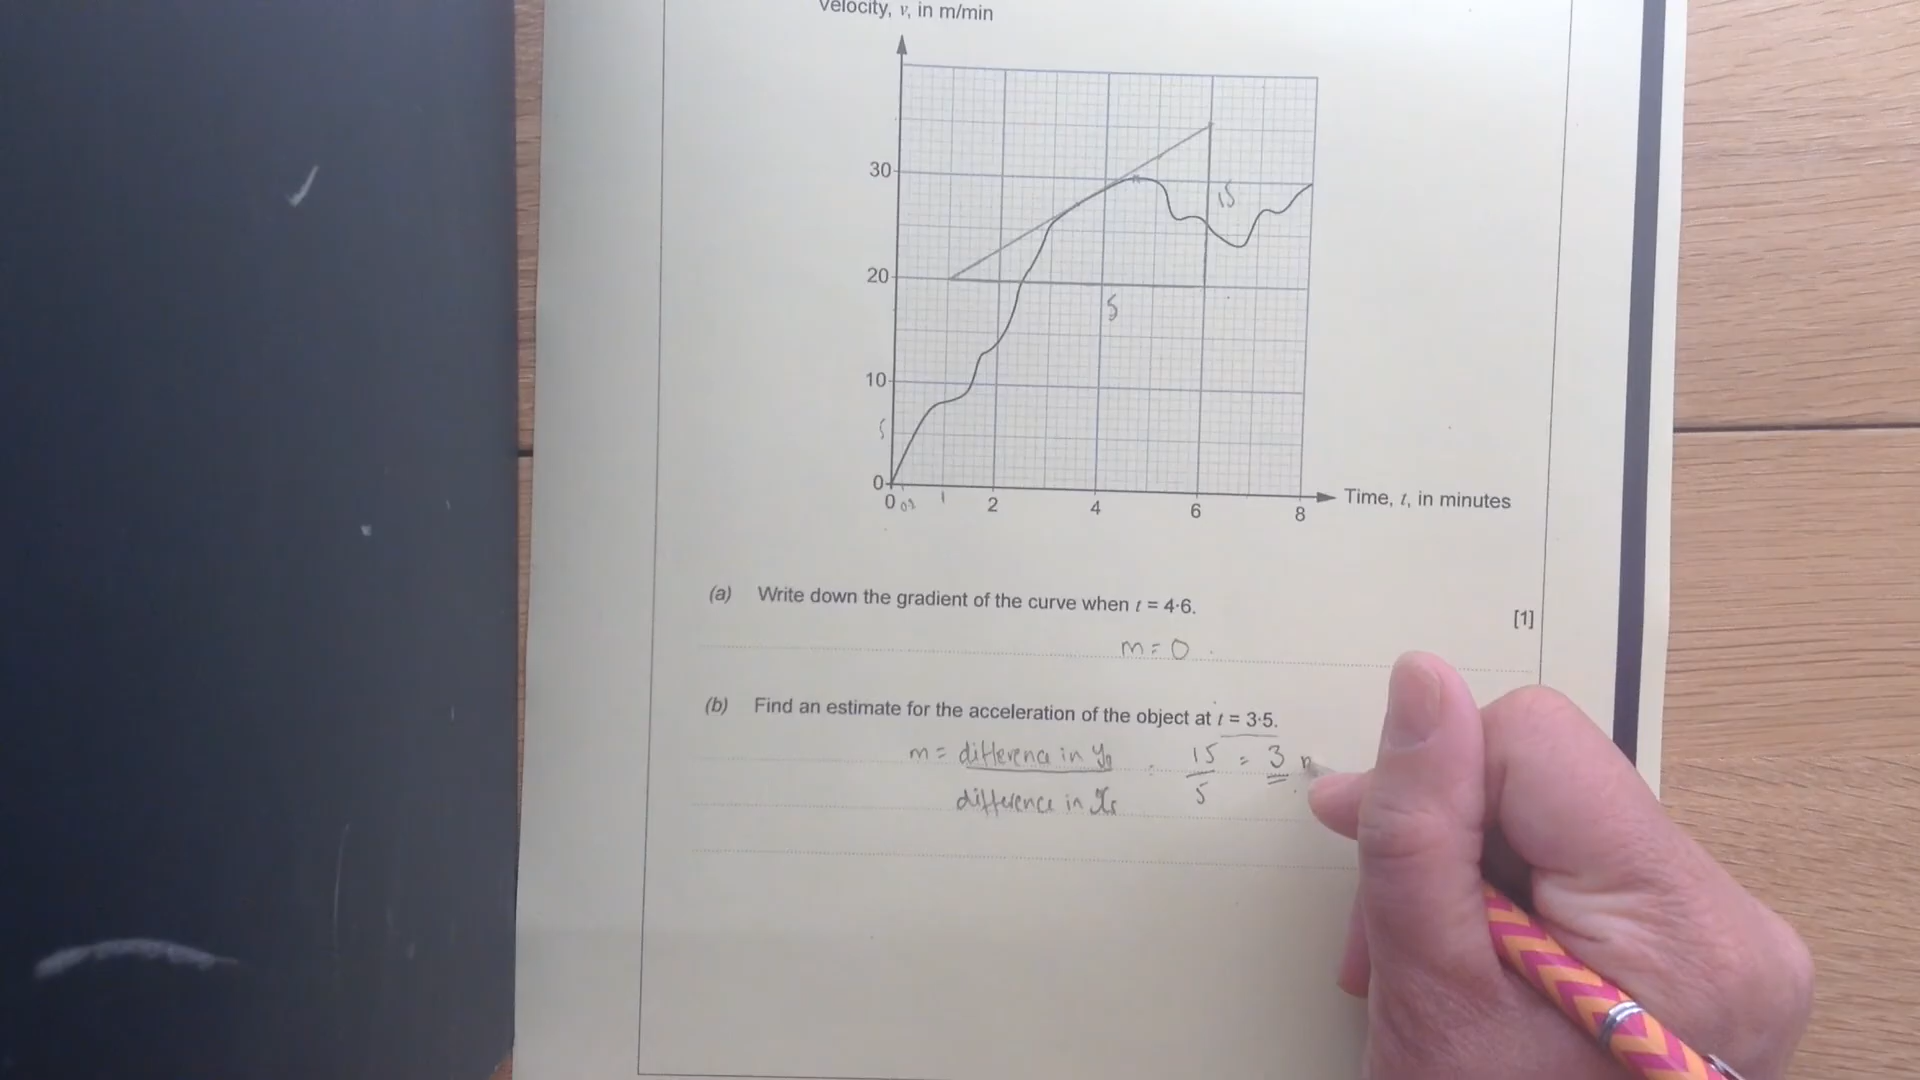 Velocity, v, in m/min
30
15
20
5
10
5
0
0 1 2 4 6 8 Time, t, in minutes
(a) Write down the gradient of the curve when t = 4·6.
[1]
m = 0
(b) Find an estimate for the acceleration of the object at t = 3·5.
m = difference in y 15 = 3
difference in x 5